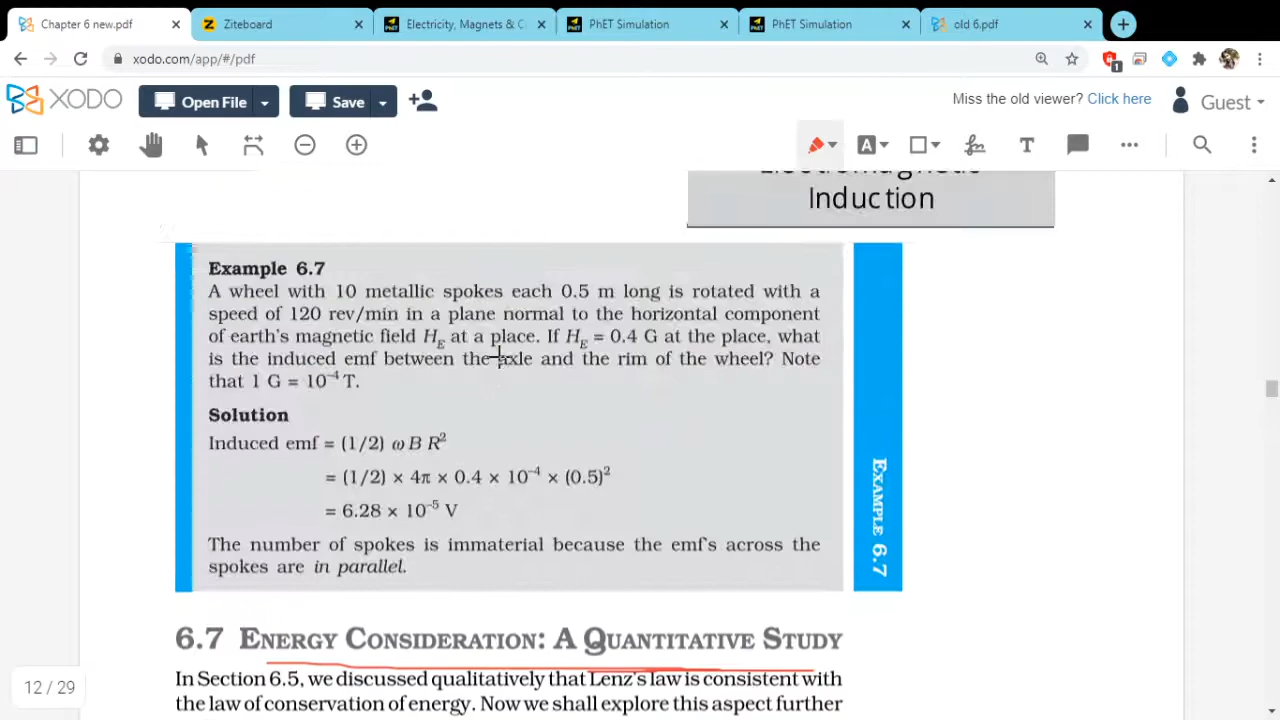 Chapter 6 new.pdf
Ziteboard
Electricity, Magnets & C
PhET Simulation
PhET Simulation
old 6.pdf
xodo.com/app/#/pdf
1
XODO
Open File
Save
Miss the old viewer? Click here
Guest
A
T
Induction
Example 6.7
A wheel with 10 metallic spokes each 0.5 m long is rotated with a
speed of 120 rev/min in a plane normal to the horizontal component
of earth's magnetic field H_E at a place. If H_E = 0.4 G at the place, what
is the induced emf between the axle and the rim of the wheel? Note
that 1 G = 10⁻⁴ T.
Solution
Induced emf = (1/2) ω B R²
= (1/2) × 4π × 0.4 × 10⁻⁴ × (0.5)²
= 6.28 × 10⁻⁵ V
The number of spokes is immaterial because the emf's across the
spokes are in parallel.
EXAMPLE 6.7
6.7 ENERGY CONSIDERATION: A QUANTITATIVE STUDY
In Section 6.5, we discussed qualitatively that Lenz's law is consistent with
the law of conservation of energy. Now we shall explore this aspect further
12 / 29